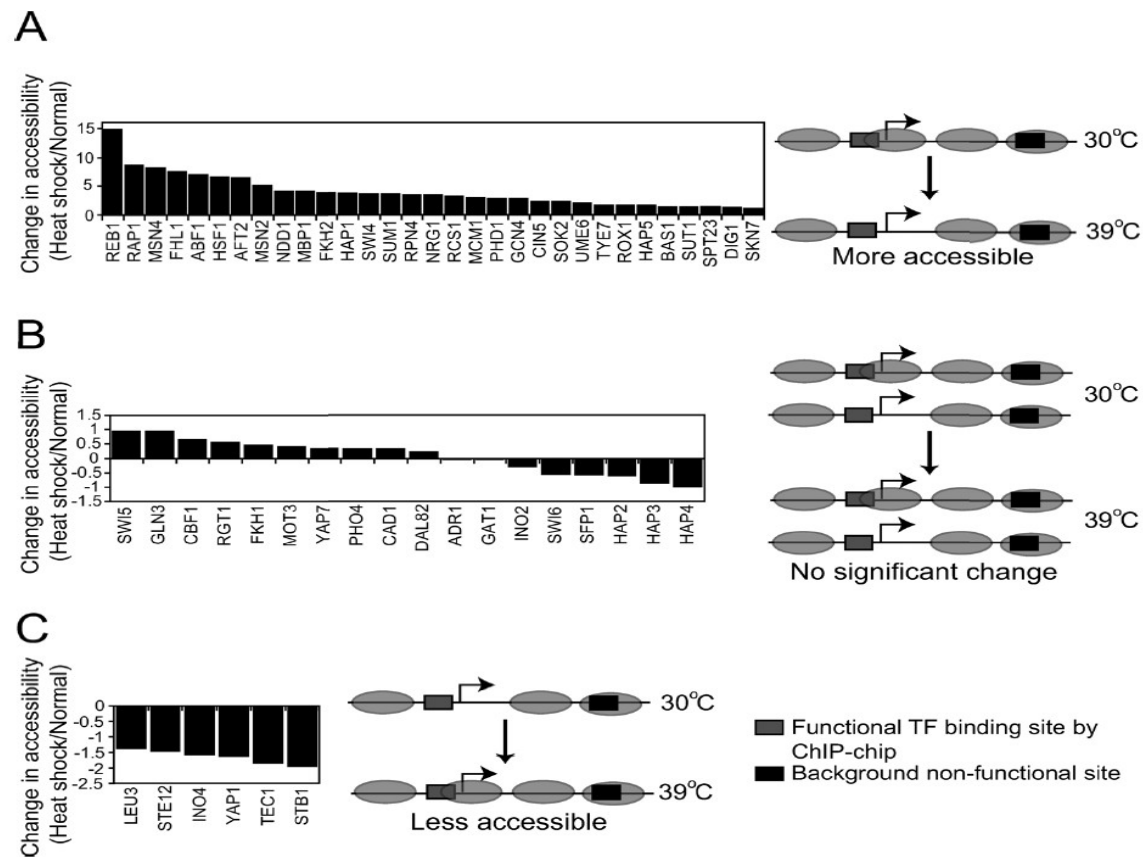 A
Change in accessibility
(Heat shock/Normal)
15
10
5
0
REB1 RAP1 MSN4 FHL1 ABF1 HSF1 AFT2 MSN2 NDD1 MBP1 FKH2 HAP1 SWI4 SUM1 RPN4 NRG1 RCS1 MCM1 PHD1 GCN4 CIN5 SOK2 UME6 TYE7 ROX1 HAP5 BAS1 SUT1 SPT23 DIG1 SKN7
30°C
39°C
More accessible
B
Change in accessibility
(Heat shock/Normal)
1.5
1
0.5
0
-0.5
-1
-1.5
SWI5 GLN3 CBF1 RGT1 FKH1 MOT3 YAP7 PHO4 CAD1 DAL82 ADR1 GAT1 INO2 SWI6 SFP1 HAP2 HAP3 HAP4
30°C
39°C
No significant change
C
Change in accessibility
(Heat shock/Normal)
0
-0.5
-1
-1.5
-2
-2.5
LEU3 STE12 INO4 YAP1 TEC1 STB1
30°C
39°C
Less accessible
Functional TF binding site by
ChIP-chip
Background non-functional site